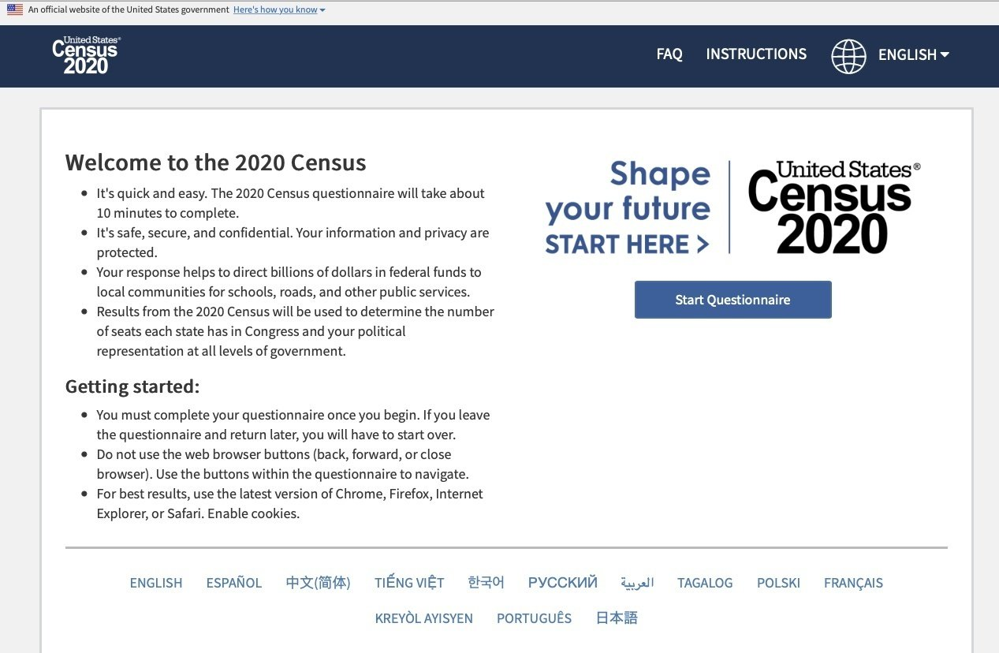 An official website of the United States government Here's how you know
United States®
Census
2020
FAQ INSTRUCTIONS ENGLISH
Welcome to the 2020 Census
• It's quick and easy. The 2020 Census questionnaire will take about
10 minutes to complete.
• It's safe, secure, and confidential. Your information and privacy are
protected.
• Your response helps to direct billions of dollars in federal funds to
local communities for schools, roads, and other public services.
• Results from the 2020 Census will be used to determine the number
of seats each state has in Congress and your political
representation at all levels of government.
Getting started:
• You must complete your questionnaire once you begin. If you leave
the questionnaire and return later, you will have to start over.
• Do not use the web browser buttons (back, forward, or close
browser). Use the buttons within the questionnaire to navigate.
• For best results, use the latest version of Chrome, Firefox, Internet
Explorer, or Safari. Enable cookies.
Shape
your future
START HERE >
United States®
Census
2020
Start Questionnaire
ENGLISH ESPAÑOL 中文(简体) TIẾNG VIỆT 한국어 РУССКИЙ العربية TAGALOG POLSKI FRANÇAIS
KREYÒL AYISYEN PORTUGUÊS 日本語